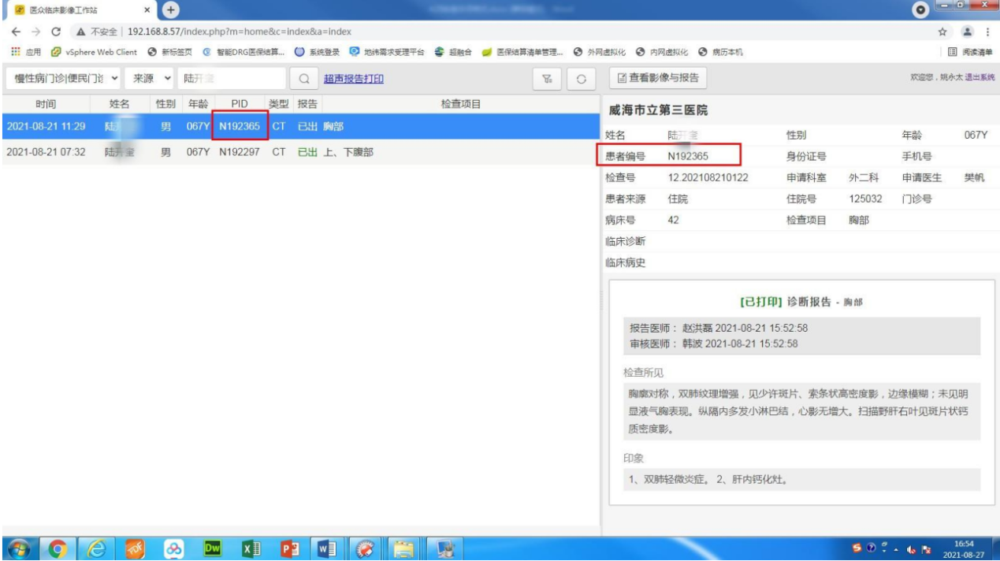 医众临床影像工作站
不安全 | 192.168.8.57/index.php?m=home&c=index&a=index
应用 vSphere Web Client 新标签页 智能DRG医保结算... 系统登录 地纬需求受理平台 超融合 医保结算清单管理... 外网虚拟化 内网虚拟化 病历本机 阅读清单
慢性病门诊|便民门诊 来源 陆开 超声报告打印 查看影像与报告 欢迎您，姚永太 退出系统
时间 姓名 性别 年龄 PID 类型 报告 检查项目
2021-08-21 11:29 陆 男 067Y N192365 CT 已出 胸部
2021-08-21 07:32 陆开 男 067Y N192297 CT 已出 上、下腹部
威海市立第三医院
姓名 陆开 性别 年龄 067Y
患者编号 N192365 身份证号 手机号
检查号 12.202108210122 申请科室 外二科 申请医生 樊帆
患者来源 住院 住院号 125032 门诊号
病床号 42 检查项目 胸部
临床诊断
临床病史
[已打印] 诊断报告 - 胸部
报告医师： 赵洪磊 2021-08-21 15:52:58
审核医师： 韩波 2021-08-21 15:52:58
检查所见
胸廓对称，双肺纹理增强，见少许斑片、索条状高密度影，边缘模糊；未见明
显液气胸表现。纵隔内多发小淋巴结，心影无增大。扫描野肝右叶见斑片状钙
质密度影。
印象
1、双肺轻微炎症。 2、肝内钙化灶。
16:54
2021-08-27